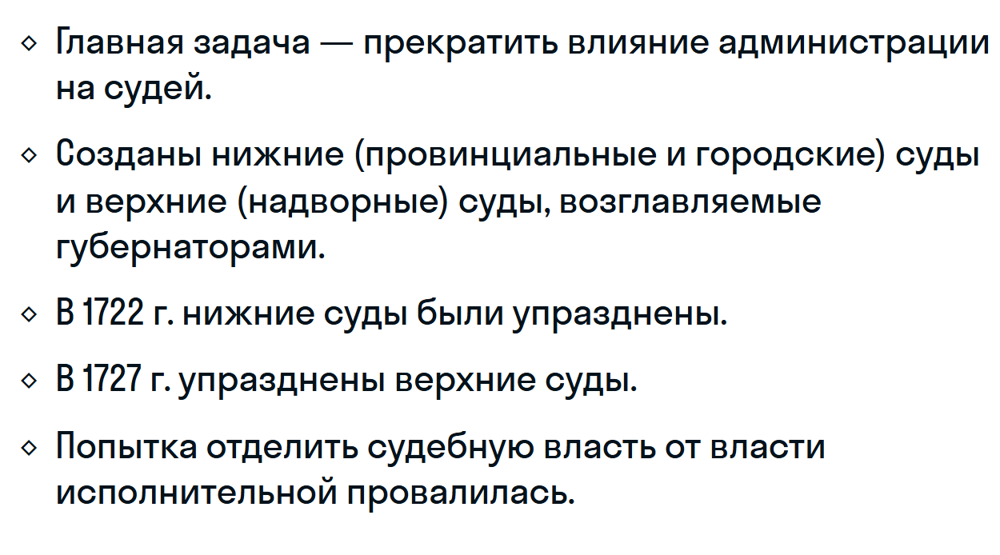 ◇ Главная задача — прекратить влияние администрации
на судей.
◇ Созданы нижние (провинциальные и городские) суды
и верхние (надворные) суды, возглавляемые
губернаторами.
◇ В 1722 г. нижние суды были упразднены.
◇ В 1727 г. упразднены верхние суды.
◇ Попытка отделить судебную власть от власти
исполнительной провалилась.